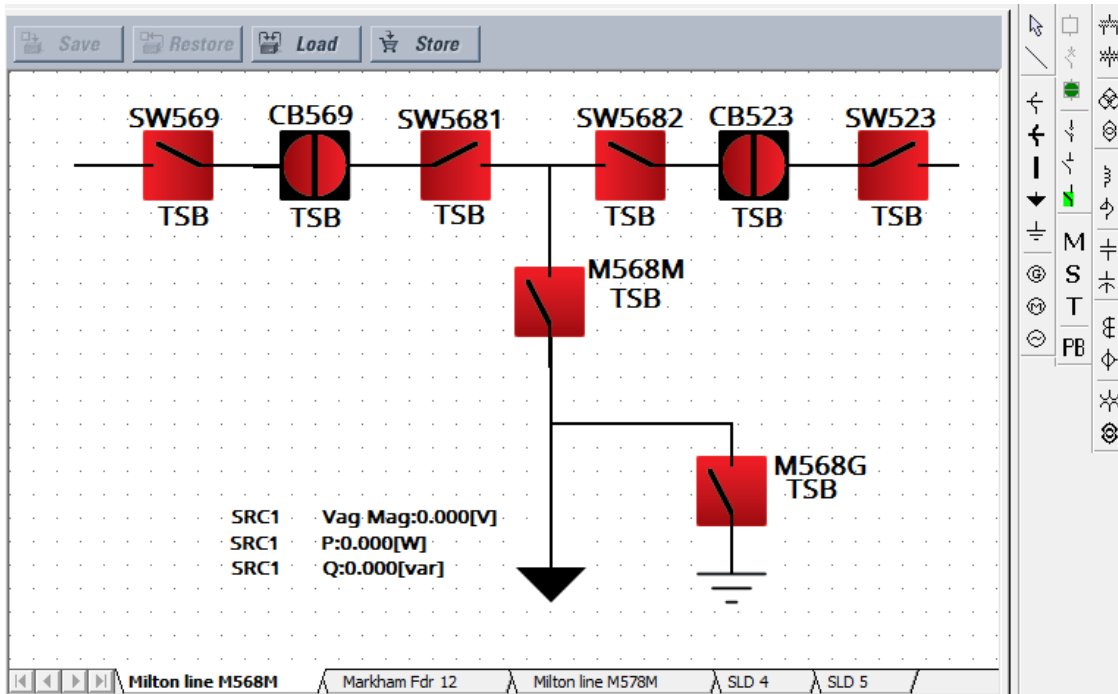 Save Restore Load Store
SW569 CB569 SW5681 SW5682 CB523 SW523
TSB TSB TSB TSB TSB TSB
M568M
TSB
M568G
TSB
SRC1 Vag Mag:0.000[V]
SRC1 P:0.000[W]
SRC1 Q:0.000[var]
Milton line M568M Markham Fdr 12 Milton line M578M SLD 4 SLD 5
G
M
M
S
T
PB